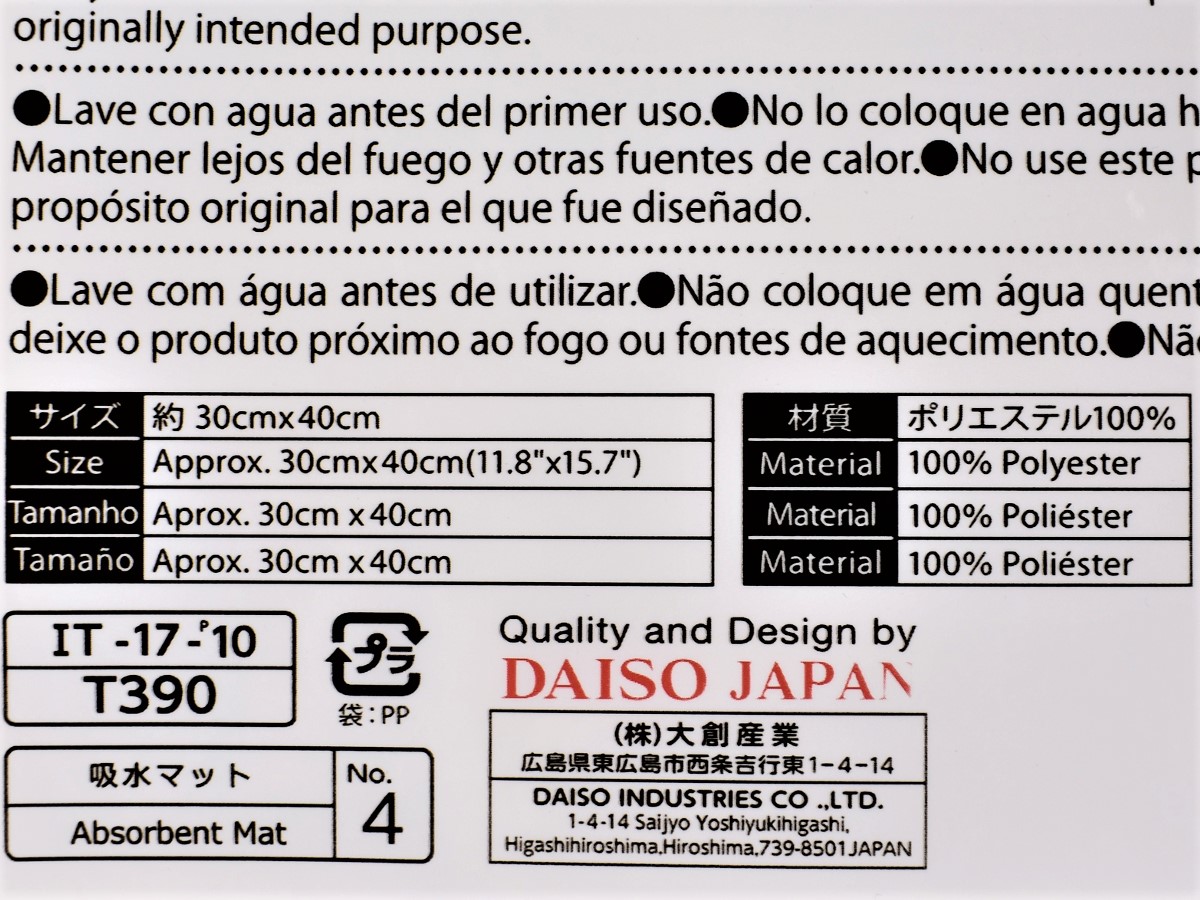 originally intended purpose.
●Lave con agua antes del primer uso.●No lo coloque en agua
Mantener lejos del fuego y otras fuentes de calor.●No use este
propósito original para el que fue diseñado.
●Lave com água antes de utilizar.●Não coloque em água
deixe o produto próximo ao fogo ou fontes de aquecimento.●
サイズ 約 30cmx40cm
Size Approx. 30cmx40cm(11.8"x15.7")
Tamanho Aprox. 30cm x40cm
Tamaño Aprox. 30cm x40cm
材質 ポリエステル100%
Material 100% Polyester
Material 100% Poliéster
Material 100% Poliéster
IT -17-P10
T390
プラ
袋:PP
吸水マット
Absorbent Mat
No.
4
Quality and Design by
DAISO JAPAN
(株)大創産業
広島県東広島市西条吉行東1-4-14
DAISO INDUSTRIES CO .,LTD.
1-4-14 Saijyo Yoshiyukihigashi,
Higashihiroshima,Hiroshima,739-8501JAPAN